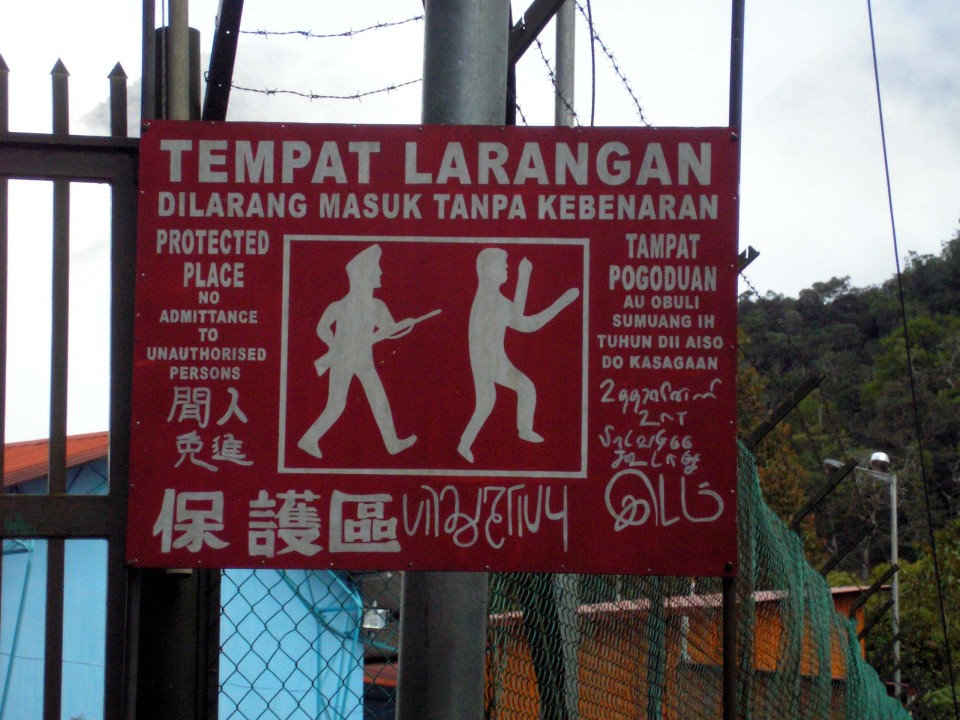 TEMPAT LARANGAN
DILARANG MASUK TANPA KEBENARAN
PROTECTED
PLACE
NO
ADMITTANCE
TO
UNAUTHORISED
PERSONS
閒人
免進
TAMPAT
POGODUAN
AU OBULI
SUMUANG IH
TUHUN DII AISO
DO KASAGAAN
保護區 பாதுகாப்பு இடம்